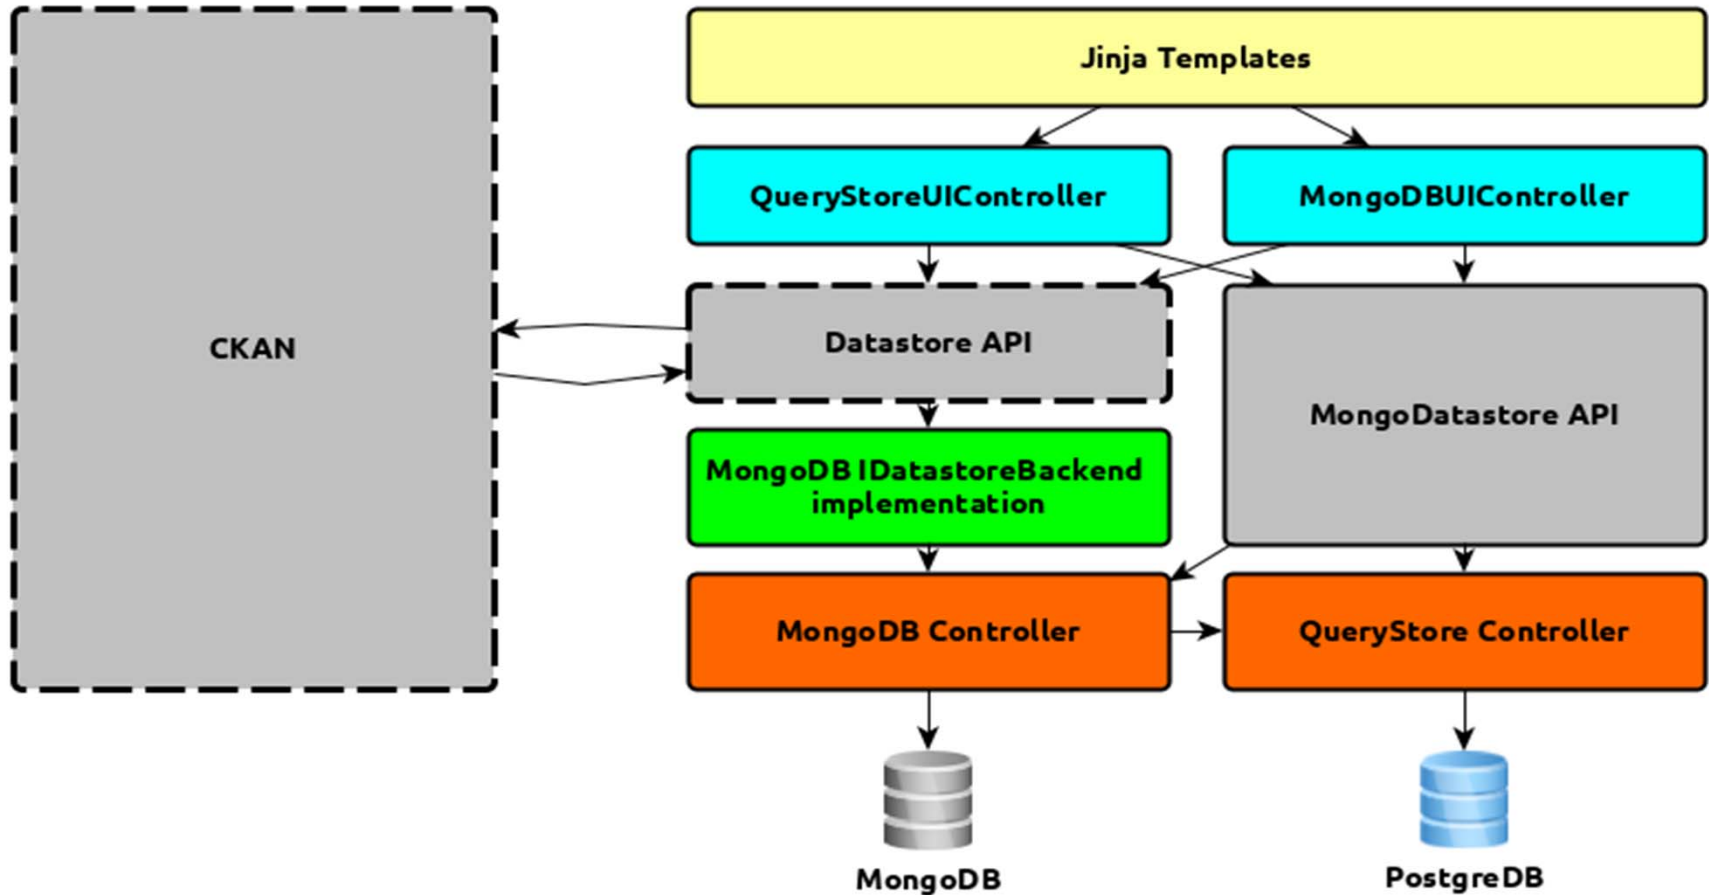 Jinja Templates
QueryStoreUIController
MongoDBUIController
CKAN
Datastore API
MongoDatastore API
MongoDB IDatastoreBackend
implementation
MongoDB Controller
QueryStore Controller
MongoDB
PostgreDB